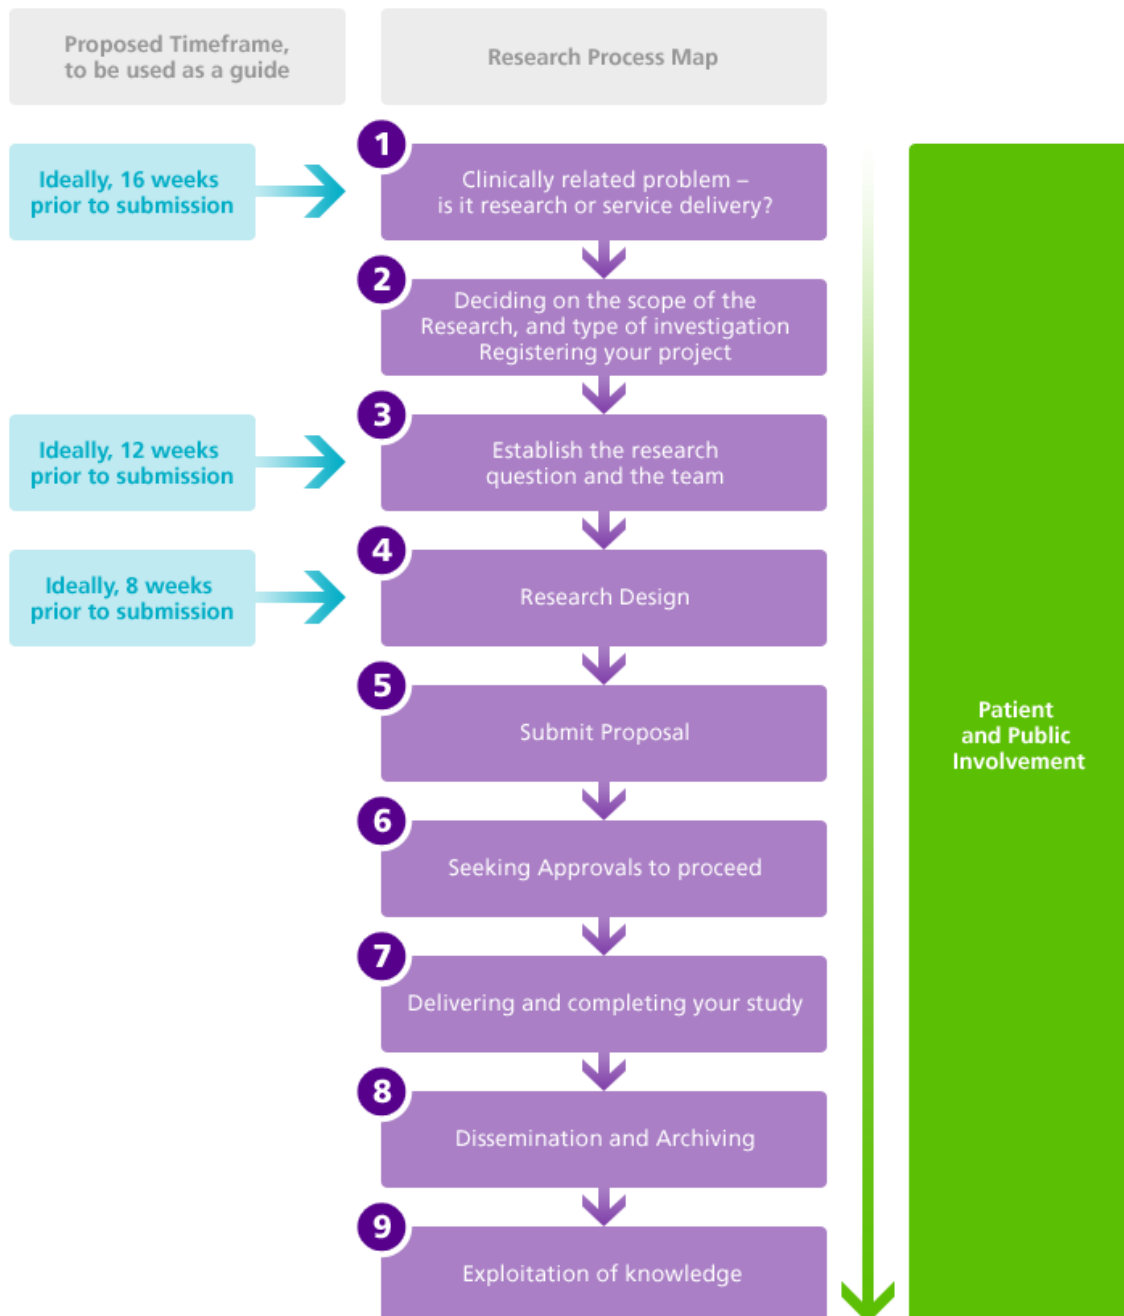 Proposed Timeframe,
to be used as a guide
Research Process Map
Ideally, 16 weeks
prior to submission
1
Clinically related problem –
is it research or service delivery?
2
Deciding on the scope of the
Research, and type of investigation
Registering your project
Ideally, 12 weeks
prior to submission
3
Establish the research
question and the team
Ideally, 8 weeks
prior to submission
4
Research Design
5
Submit Proposal
6
Seeking Approvals to proceed
7
Delivering and completing your study
8
Dissemination and Archiving
9
Exploitation of knowledge
Patient
and Public
Involvement